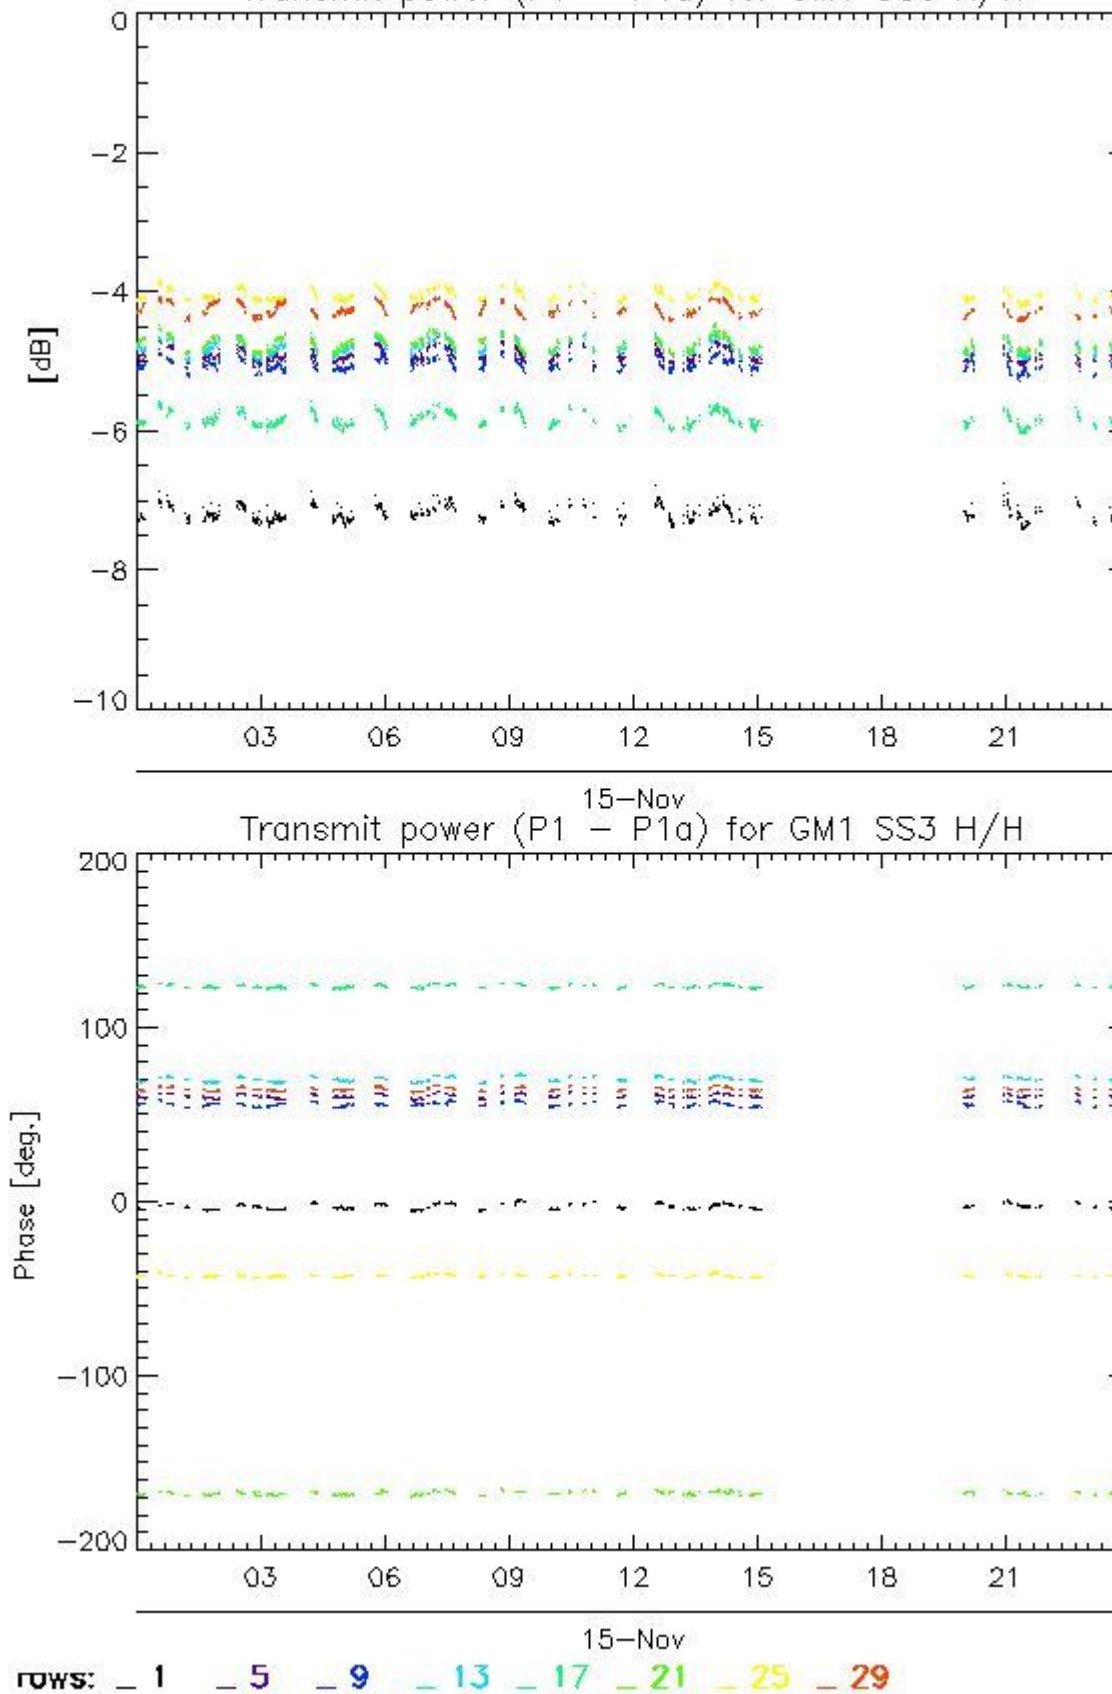 0
−2
−4
[dB]
−6
−8
−10
03 06 09 12 15 18 21
15−Nov
Transmit power (P1 − P1a) for GM1 SS3 H/H
200
100
Phase [deg.]
0
−100
−200
03 06 09 12 15 18 21
15−Nov
rows: _ 1 _ 5 _ 9 _ 13 _ 17 _ 21 _ 25 _ 29